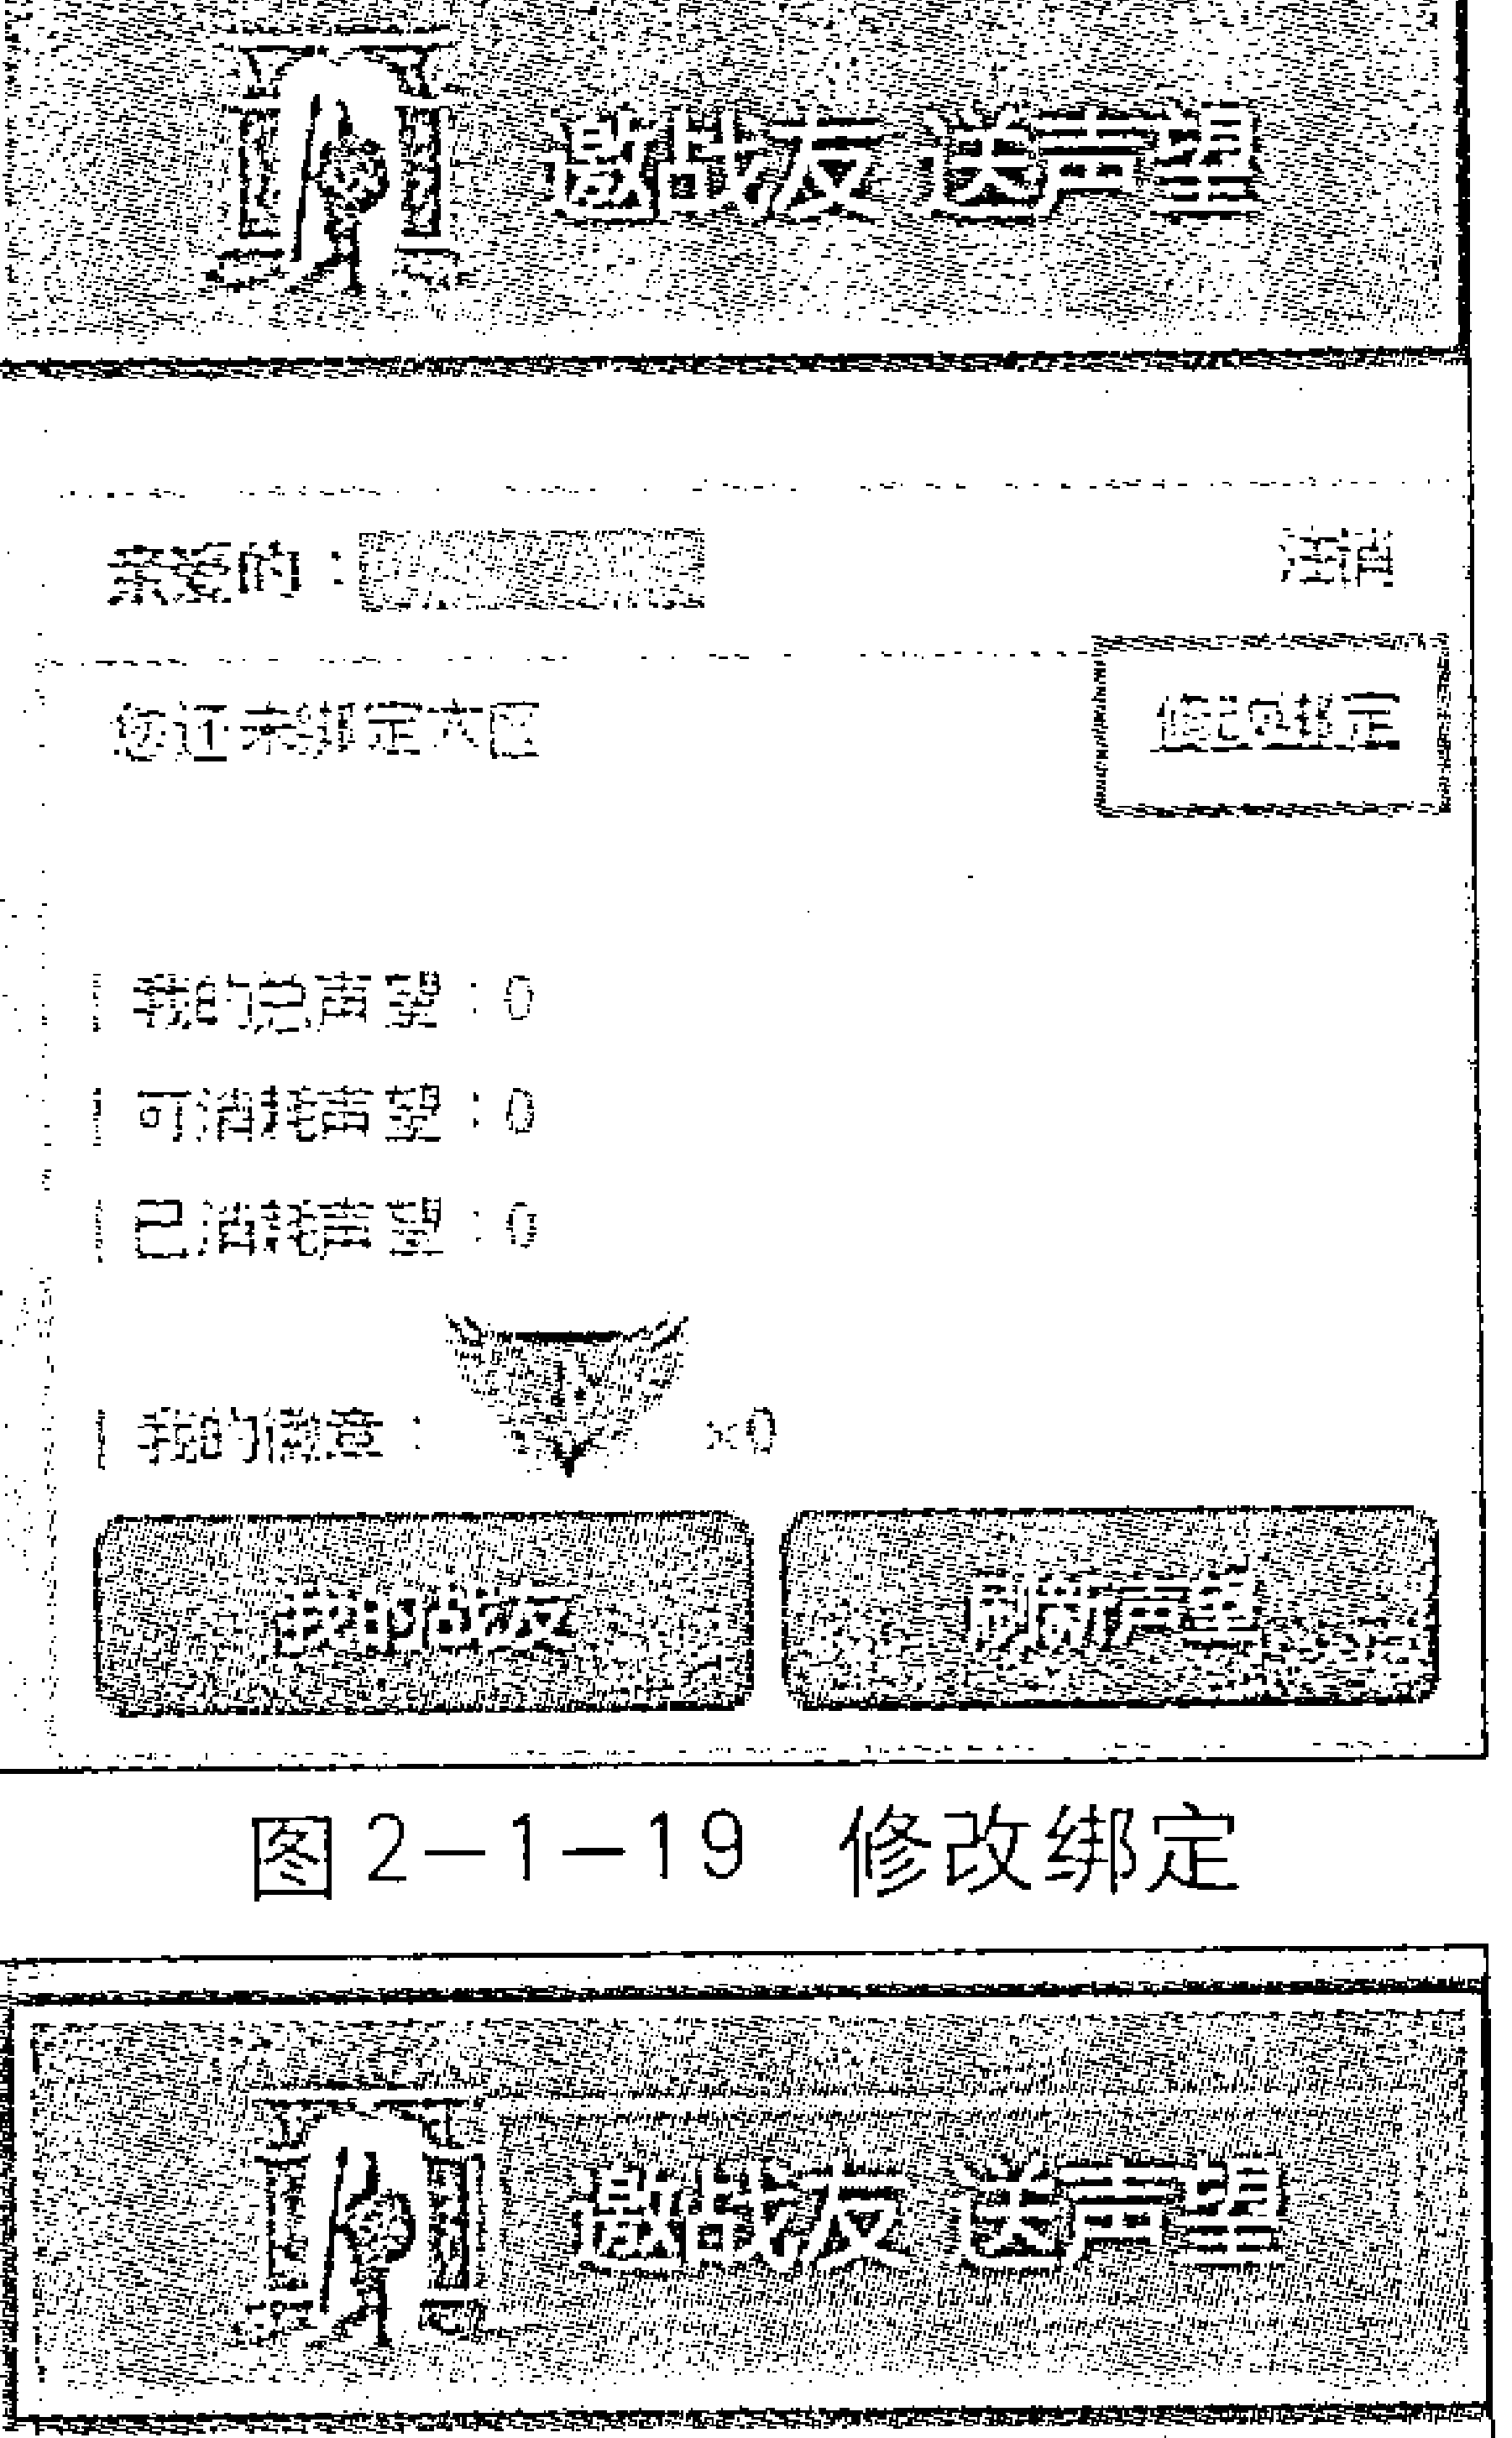 激战友 送声望
亲爱的：
注销
您还未绑定大区
修改绑定
我的总声望：0
可消耗声望：0
已消耗声望：0
我的徽章： ×0
我的战友
刷新声望
图2-1-19 修改绑定
激战友 送声望